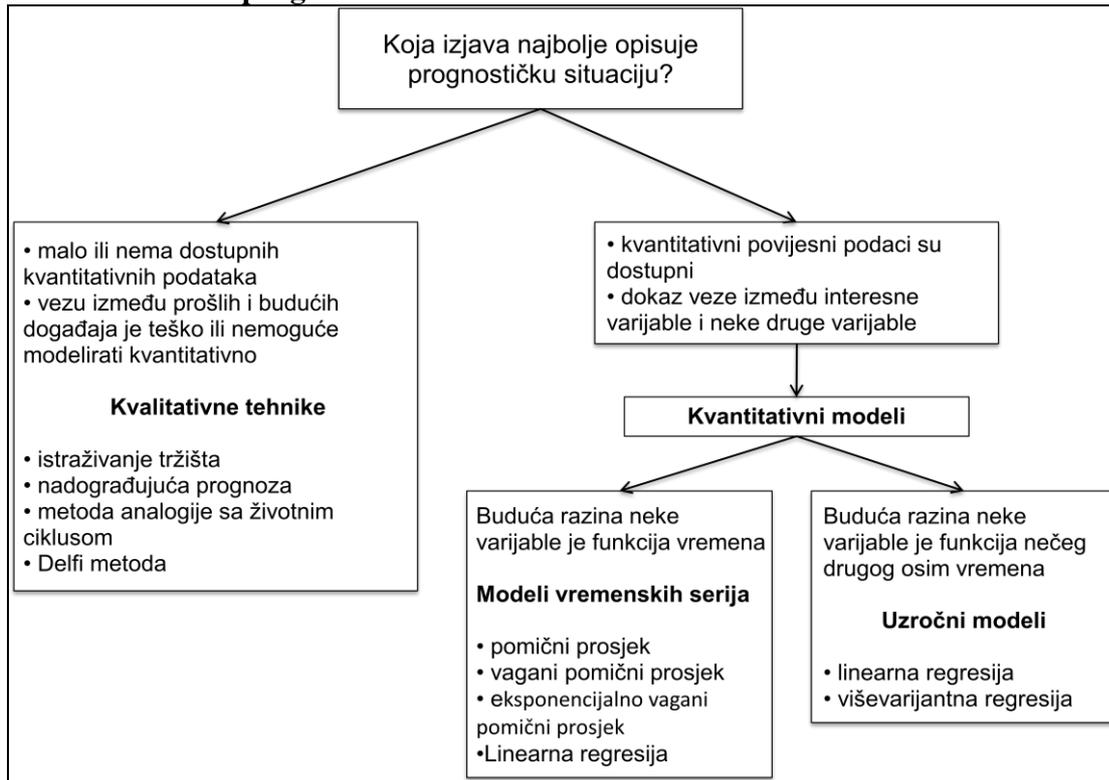 Koja izjava najbolje opisuje
prognostičku situaciju?
• malo ili nema dostupnih
kvantitativnih podataka
• vezu između prošlih i budućih
događaja je teško ili nemoguće
modelirati kvantitativno
Kvalitativne tehnike
• istraživanje tržišta
• nadograđujuća prognoza
• metoda analogije sa životnim
ciklusom
• Delfi metoda
• kvantitativni povijesni podaci su
dostupni
• dokaz veze između interesne
varijable i neke druge varijable
Kvantitativni modeli
Buduća razina neke
varijable je funkcija vremena
Modeli vremenskih serija
• pomični prosjek
• vagani pomični prosjek
• eksponencijalno vagani
pomični prosjek
•Linearna regresija
Buduća razina neke
varijable je funkcija nečeg
drugog osim vremena
Uzročni modeli
• linearna regresija
• viševarijantna regresija